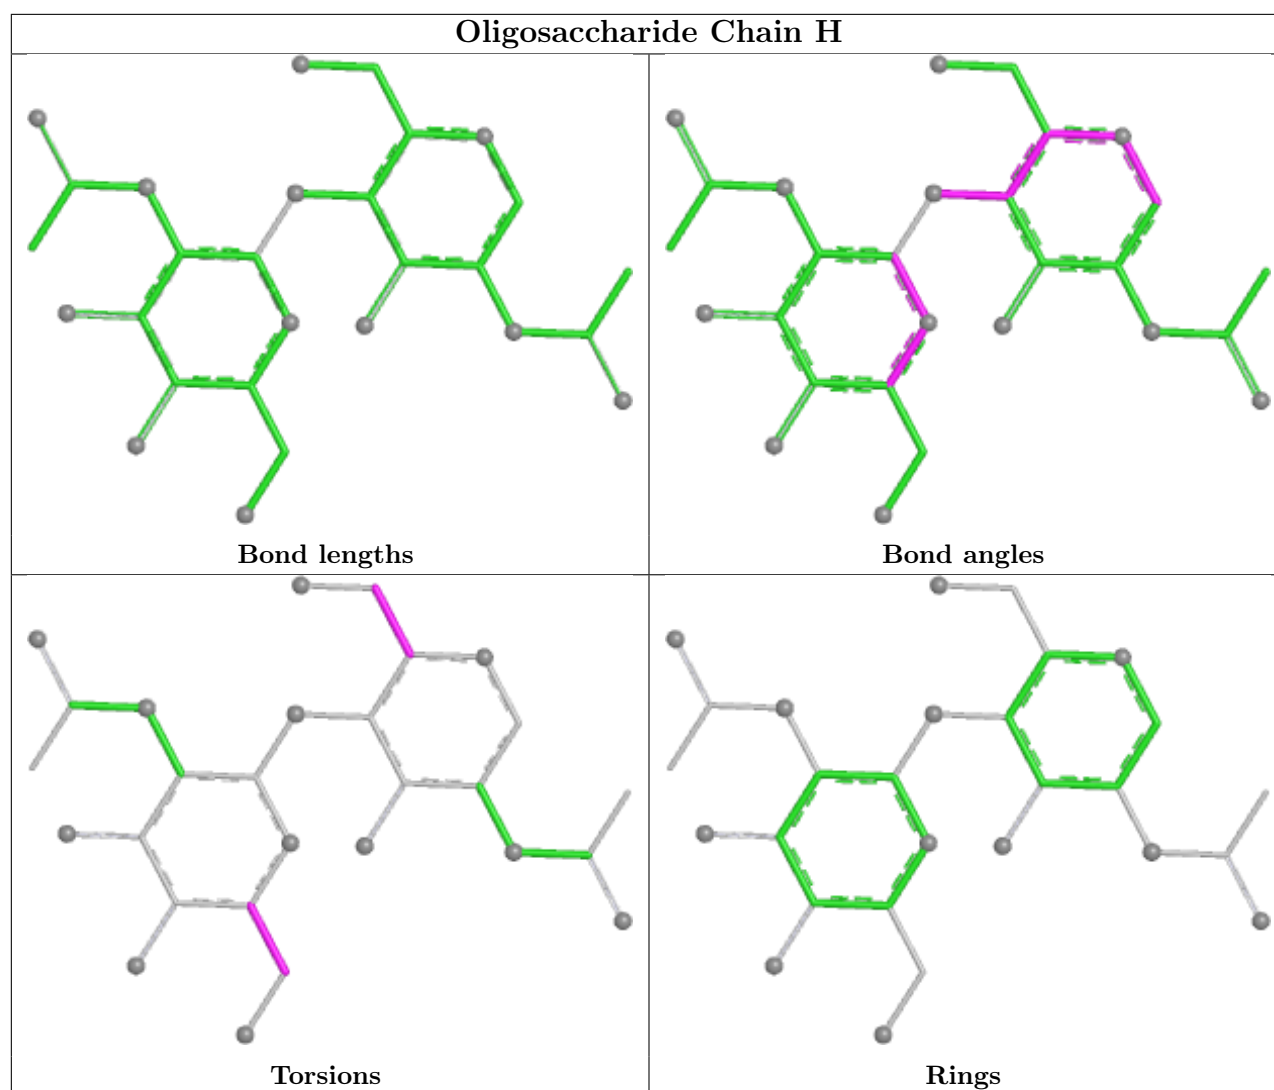 Oligosaccharide Chain H
Bond lengths
Bond angles
Torsions
Rings